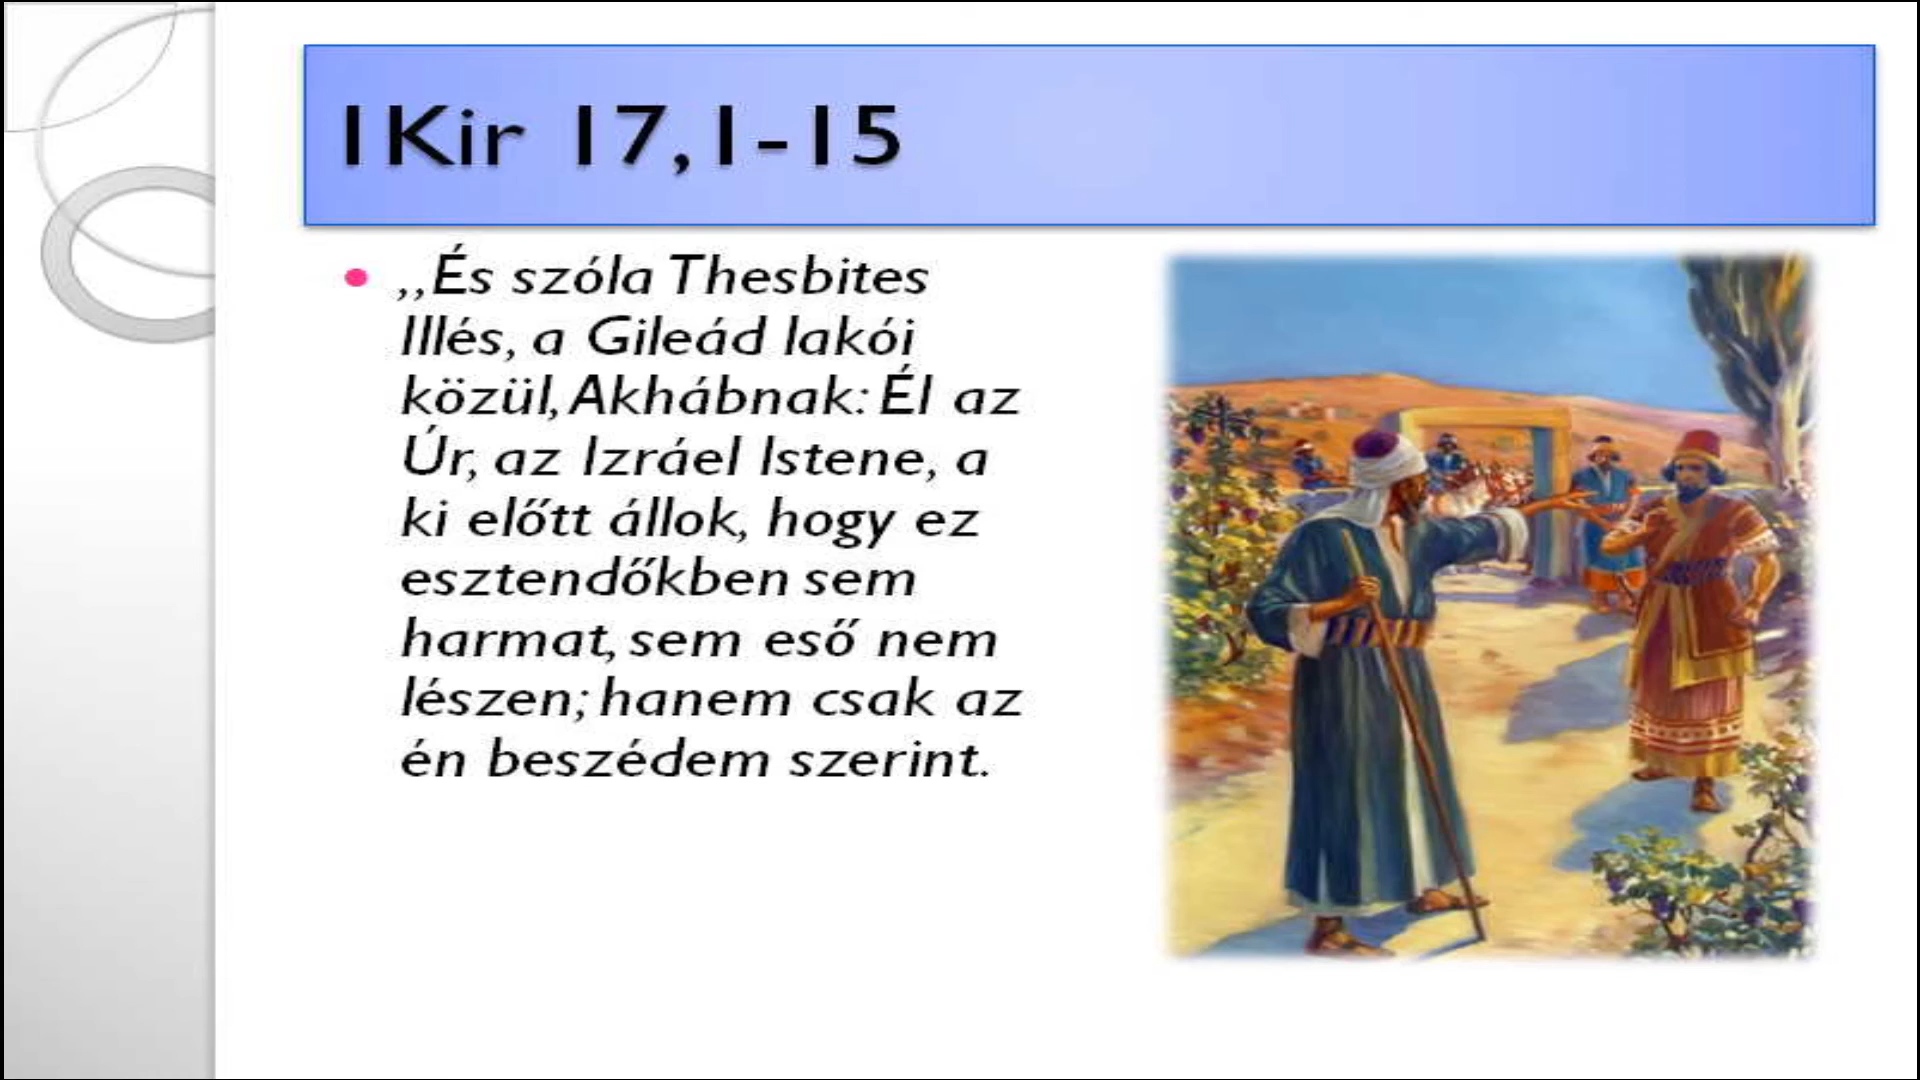 1Kir 17,1-15
,,És szóla Thesbites
Illés, a Gileád lakói
közül, Akhábnak: Él az
Úr, az Izráel Istene, a
ki előtt állok, hogy ez
esztendőkben sem
harmat, sem eső nem
lészen; hanem csak az
én beszédem szerint.